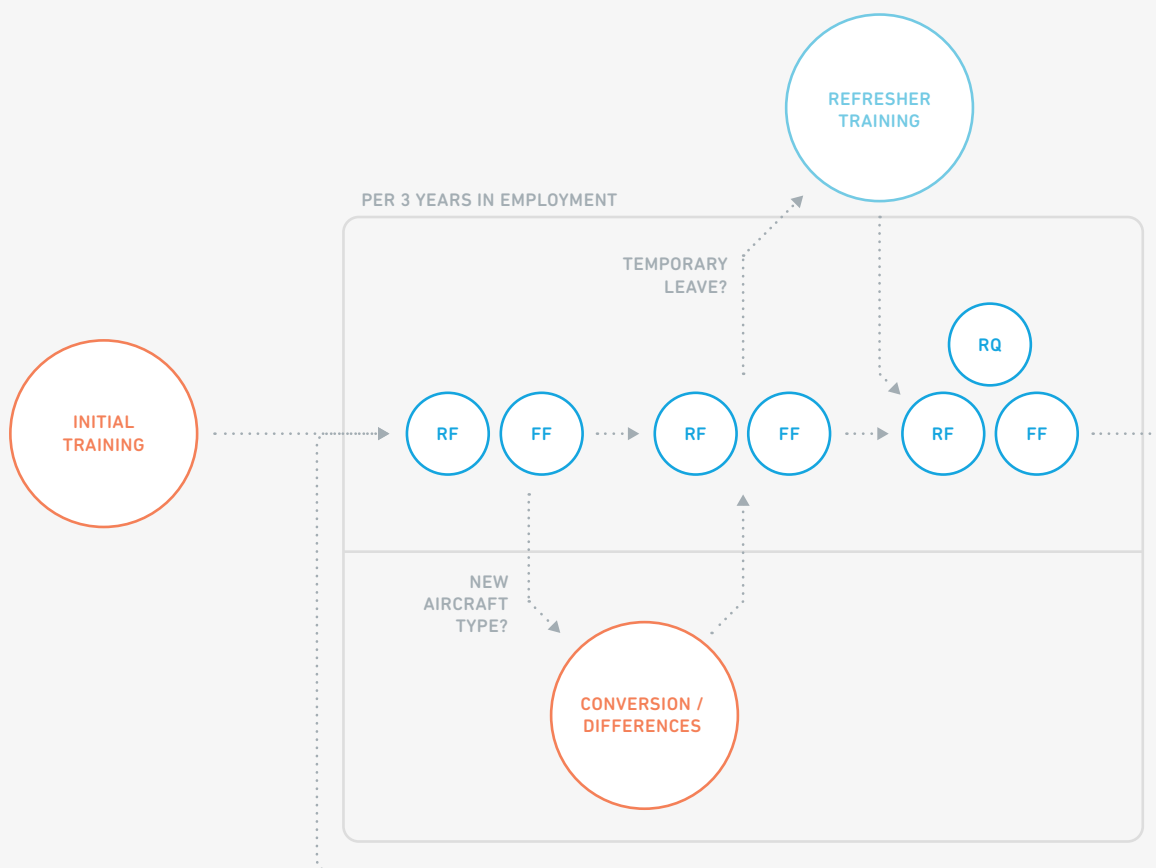 REFRESHER
TRAINING
PER 3 YEARS IN EMPLOYMENT
TEMPORARY
LEAVE?
RQ
INITIAL
TRAINING
RF
FF
RF
FF
RF
FF
NEW
AIRCRAFT
TYPE?
CONVERSION /
DIFFERENCES